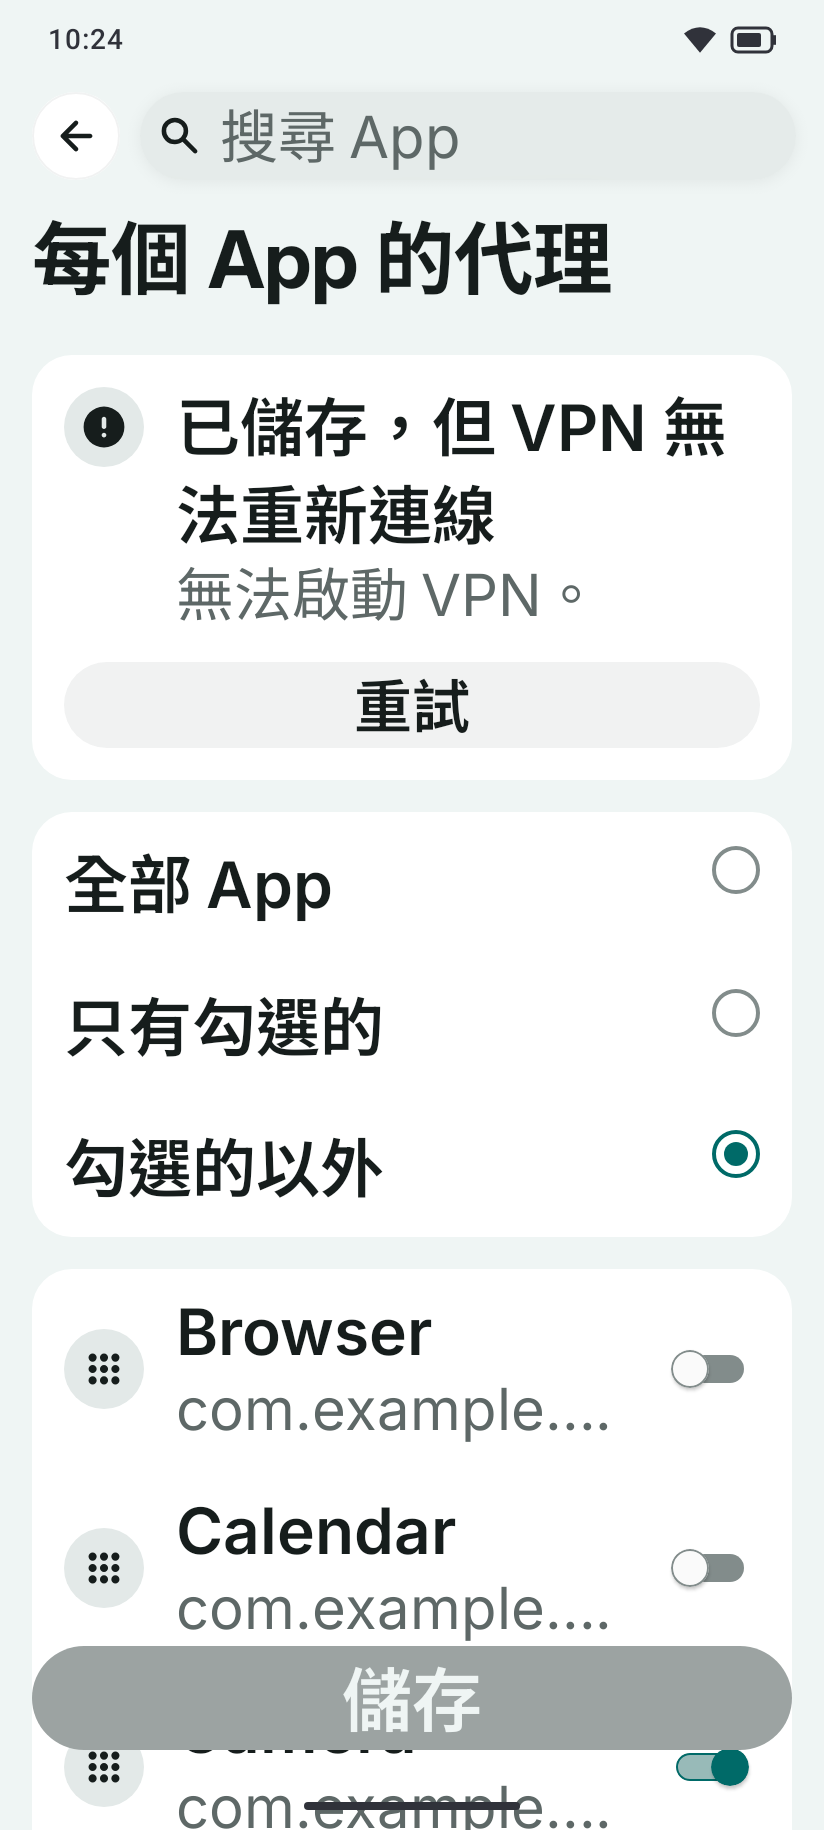 10:24
搜尋 App
每個 App 的代理
已儲存，但 VPN 無
法重新連線
無法啟動 VPN。
重試
全部 App
只有勾選的
勾選的以外
Browser
com.example....
Calendar
com.example....
儲存
com.example....